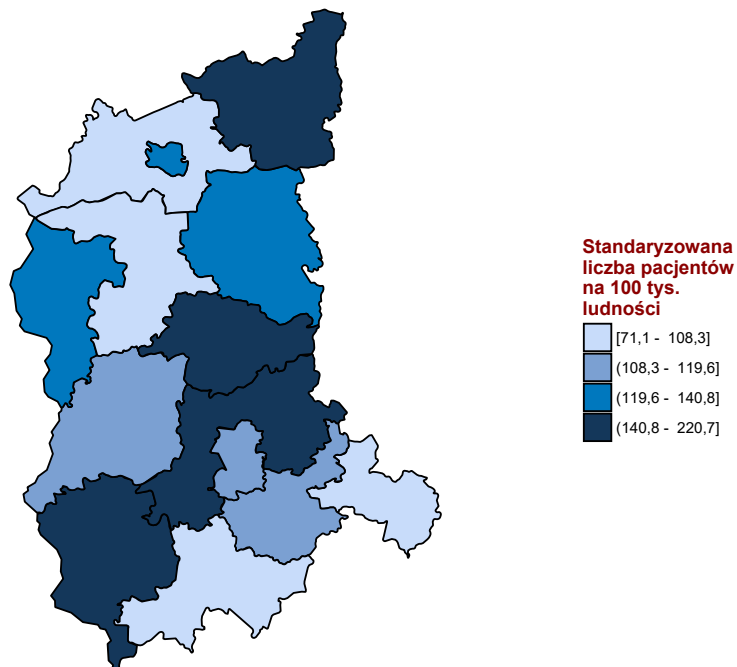 Standaryzowana
liczba pacjentów
na 100 tys.
ludności
[71,1 - 108,3]
(108,3 - 119,6]
(119,6 - 140,8]
(140,8 - 220,7]